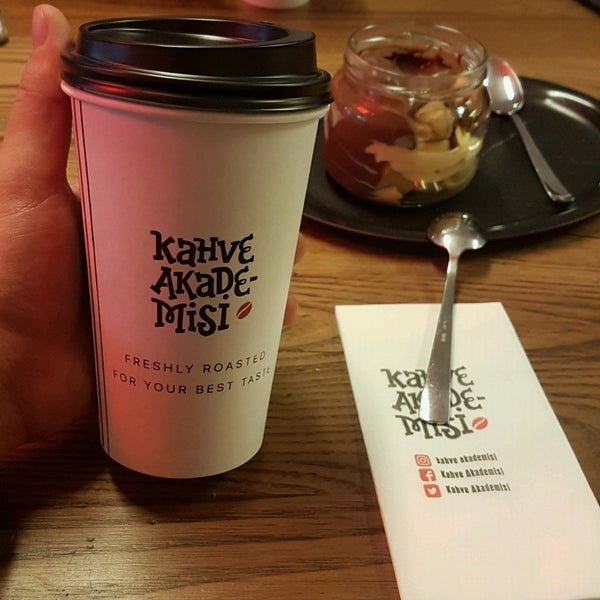 KAHVE
AKADE-
MiSi
FRESHLY ROASTED
FOR YOUR BEST TASTE
KAHVE
AKADE-
MiSi
kahve akademisi
Kahve Akademisi
Kahve Akademisi